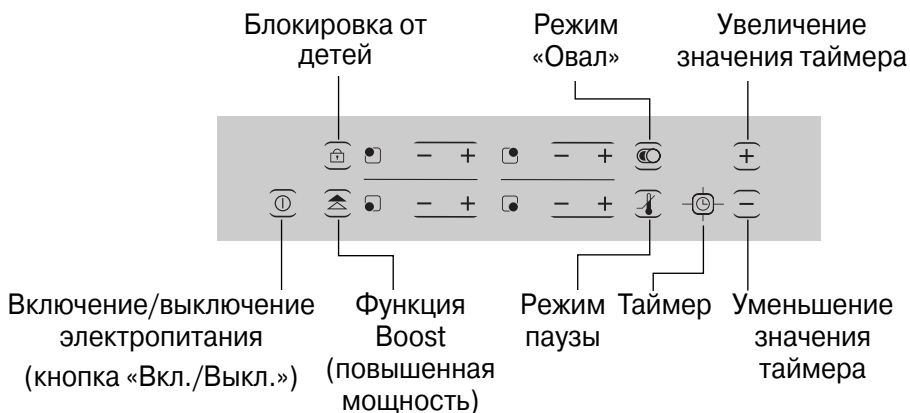 Блокировка от
детей
Режим
«Овал»
Увеличение
значения таймера
− + − + +
− + − + −
Включение/выключение
электропитания
(кнопка «Вкл./Выкл.»)
Функция
Boost
(повышенная
мощность)
Режим
паузы
Таймер
Уменьшение
значения
таймера